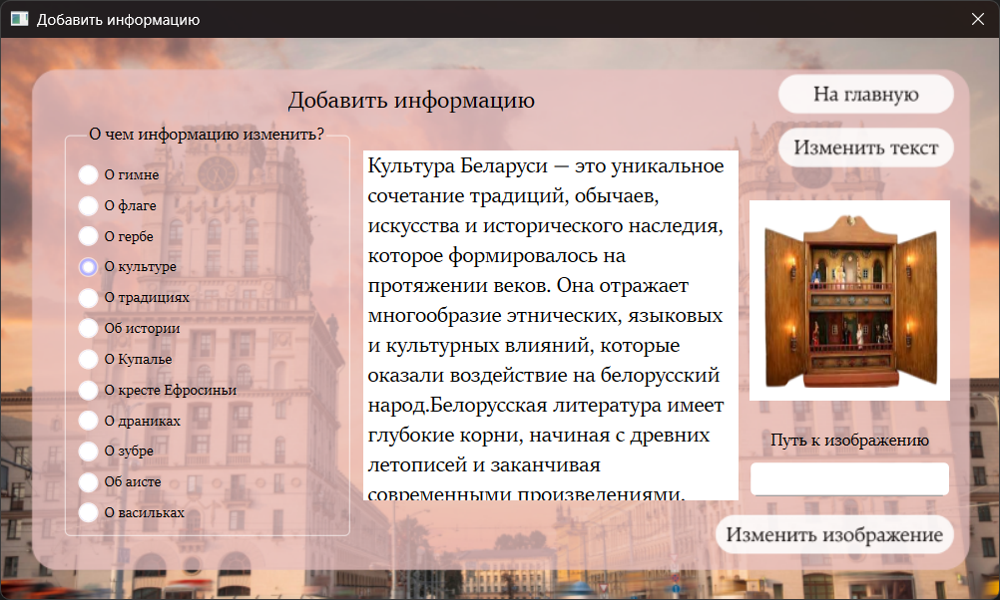 Добавить информацию
На главную
Добавить информацию
О чем информацию изменить?
Изменить текст
О гимне
О флаге
О гербе
О культуре
О традициях
Об истории
О Купалье
О кресте Ефросиньи
О драниках
О зубре
Об аисте
О васильках
Культура Беларуси — это уникальное
сочетание традиций, обычаев,
искусства и исторического наследия,
которое формировалось на
протяжении веков. Она отражает
многообразие этнических, языковых
и культурных влияний, которые
оказали воздействие на белорусский
народ.Белорусская литература имеет
глубокие корни, начиная с древних
летописей и заканчивая
современными произведениями.
Путь к изображению
Изменить изображение